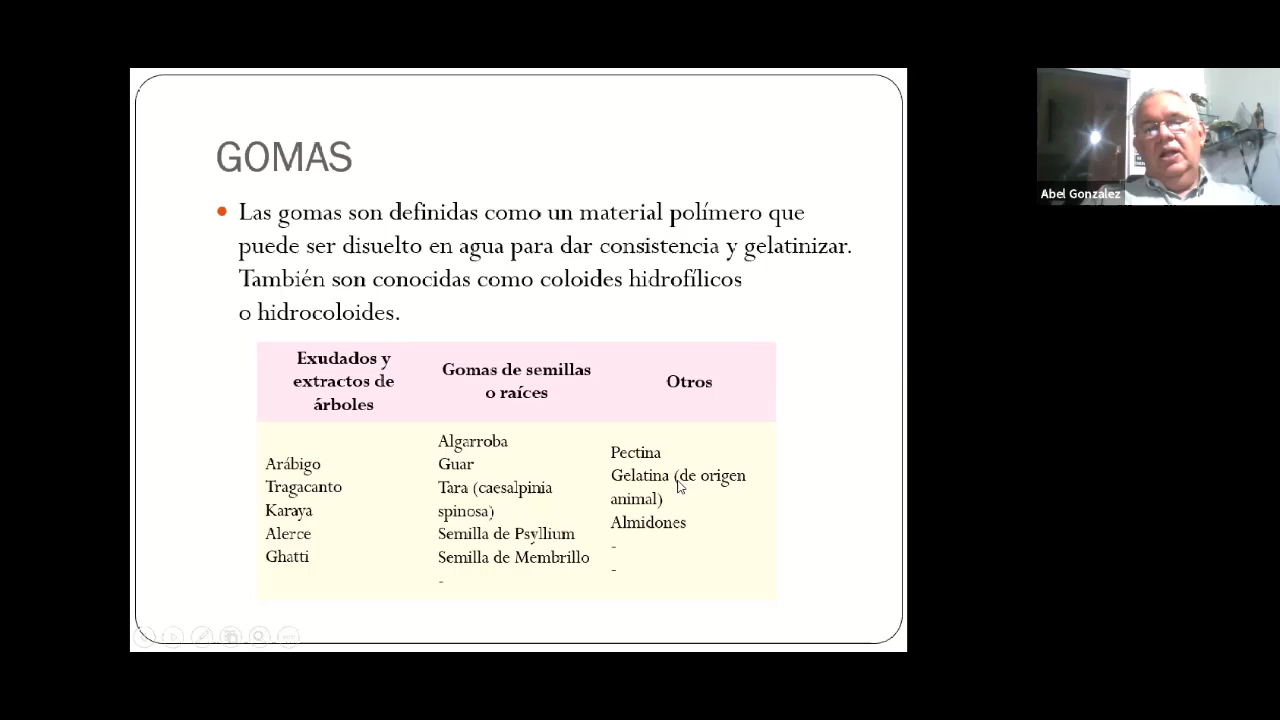 GOMAS
• Las gomas son definidas como un material polímero que
puede ser disuelto en agua para dar consistencia y gelatinizar.
También son conocidas como coloides hidrofílicos
o hidrocoloides.
Exudados y
extractos de
árboles
Gomas de semillas
o raíces
Otros
Arábigo
Tragacanto
Karaya
Alerce
Ghatti
Algarroba
Guar
Tara (caesalpinia
spinosa)
Semilla de Psyllium
Semilla de Membrillo
-
Pectina
Gelatina (de origen
animal)
Almidones
-
-
Abel Gonzalez